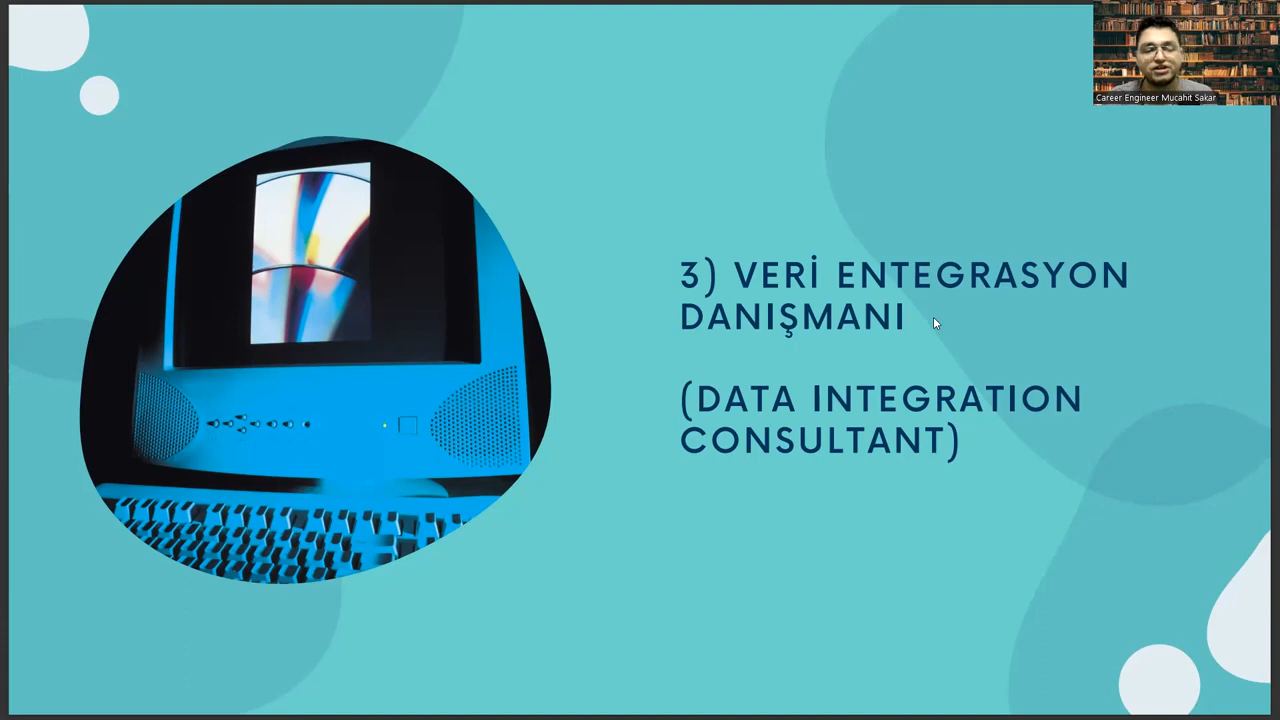 Career Engineer Mucahit Sakar
3) VERİ ENTEGRASYON
DANIŞMANI
(DATA INTEGRATION
CONSULTANT)